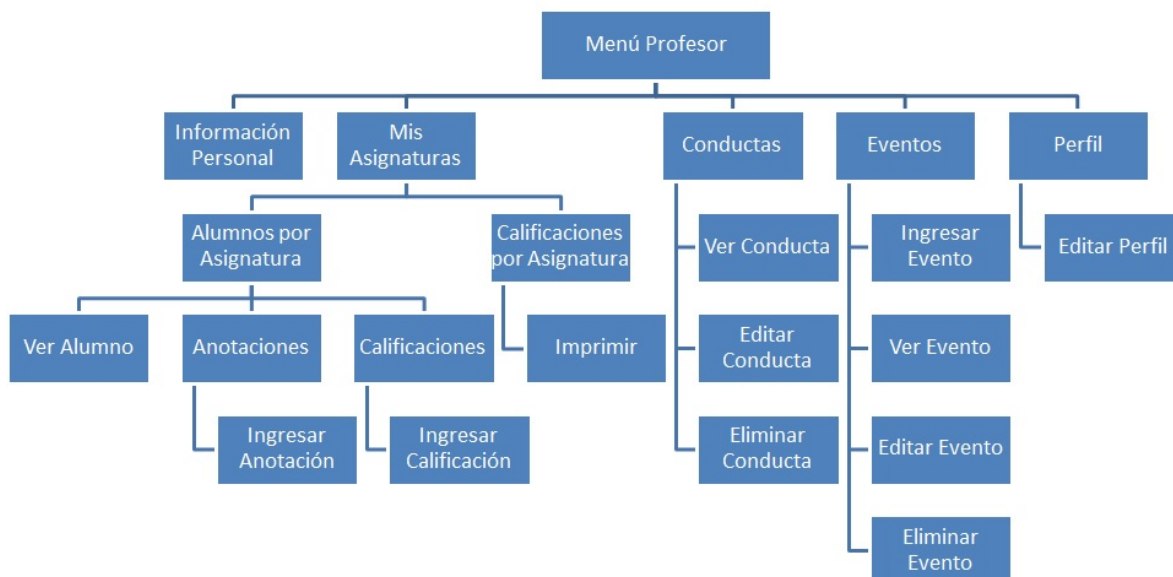 Menú Profesor
Información
Personal
Mis
Asignaturas
Conductas
Eventos
Perfil
Alumnos por
Asignatura
Calificaciones
por Asignatura
Ver Conducta
Ingresar
Evento
Editar Perfil
Ver Alumno
Anotaciones
Calificaciones
Imprimir
Editar
Conducta
Ver Evento
Ingresar
Anotación
Ingresar
Calificación
Eliminar
Conducta
Editar Evento
Eliminar
Evento